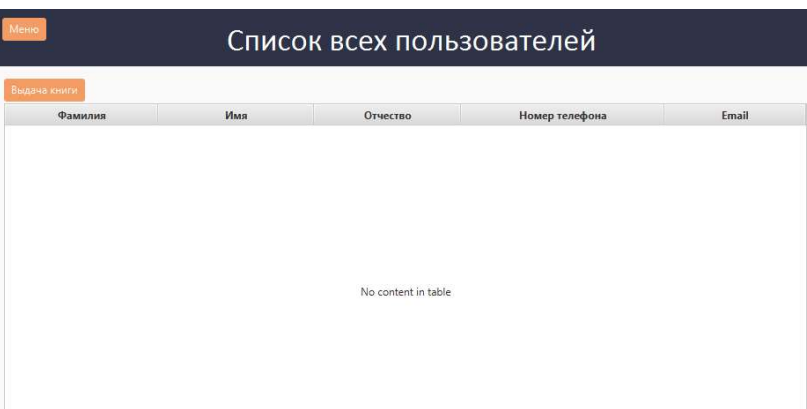 Меню
Список всех пользователей
Выдача книги
Фамилия Имя Отчество Номер телефона Email
No content in table